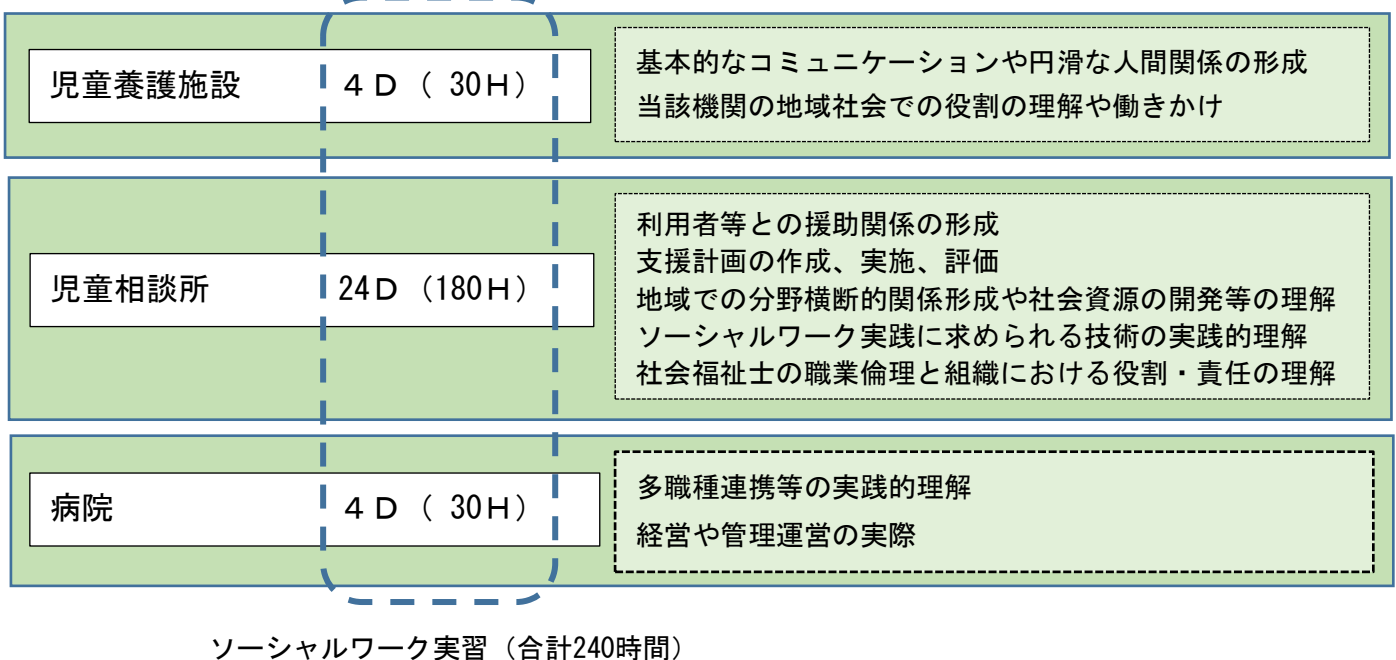 児童養護施設
4D( 30H)
基本的なコミュニケーションや円滑な人間関係の形成
当該機関の地域社会での役割の理解や働きかけ
児童相談所
24D(180H)
利用者等との援助関係の形成
支援計画の作成、実施、評価
地域での分野横断的関係形成や社会資源の開発等の理解
ソーシャルワーク実践に求められる技術の実践的理解
社会福祉士の職業倫理と組織における役割・責任の理解
病院
4D( 30H)
多職種連携等の実践的理解
経営や管理運営の実際
ソーシャルワーク実習(合計240時間)